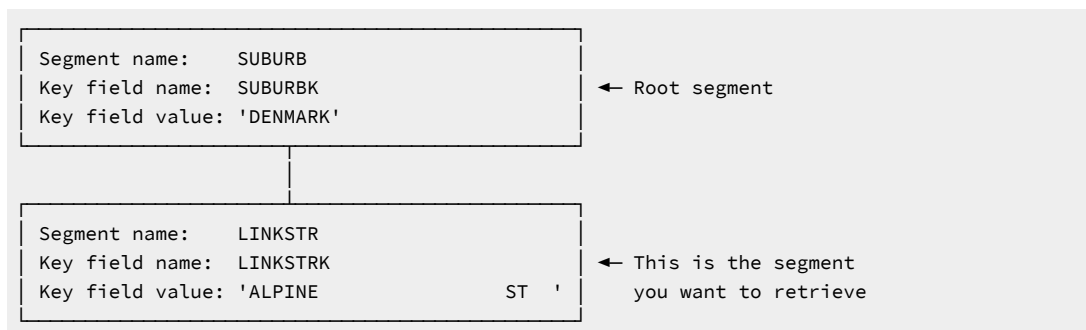 Segment name:    SUBURB
Key field name:  SUBURBK ← Root segment
Key field value: 'DENMARK'
Segment name:    LINKSTR
Key field name:  LINKSTRK ← This is the segment
Key field value: 'ALPINE              ST  ' you want to retrieve